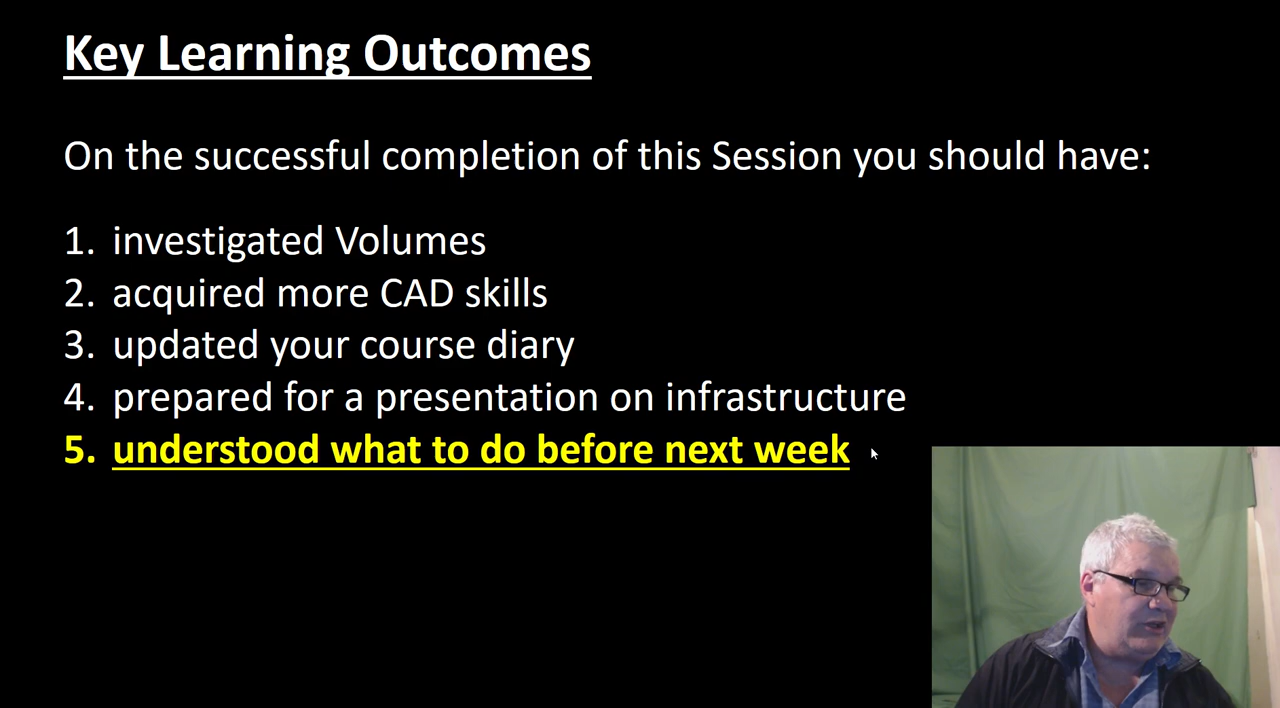 Key Learning Outcomes
On the successful completion of this Session you should have:
1. investigated Volumes
2. acquired more CAD skills
3. updated your course diary
4. prepared for a presentation on infrastructure
5. understood what to do before next week